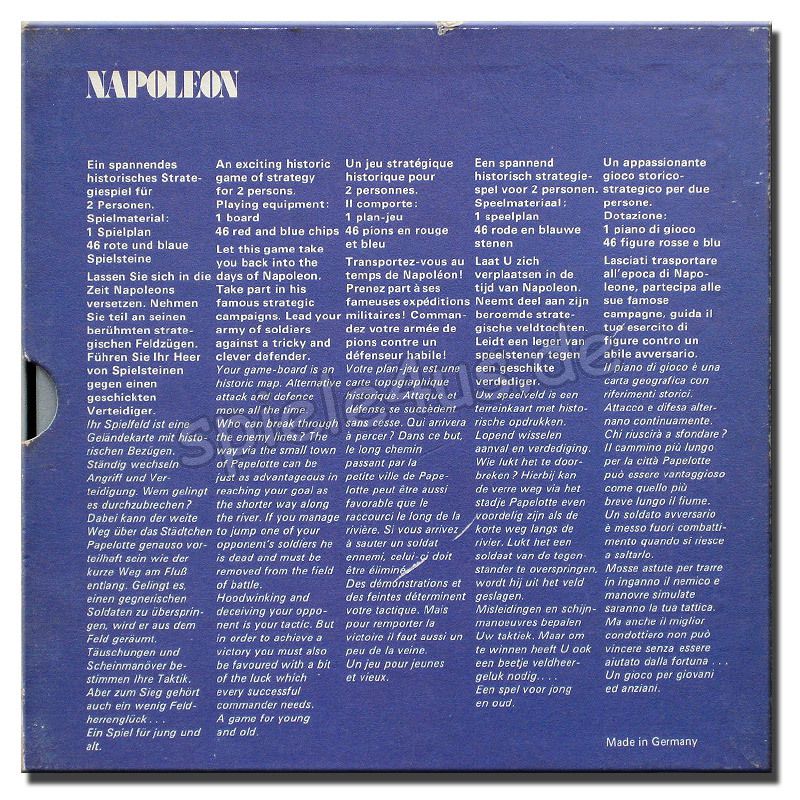 NAPOLEON
Ein spannendes
historisches Strate-
giespiel für
2 Personen.
Spielmaterial:
1 Spielplan
46 rote und blaue
Spielsteine
Lassen Sie sich in die
Zeit Napoleons
versetzen. Nehmen
Sie teil an seinen
berühmten strate-
gischen Feldzügen.
Führen Sie Ihr Heer
von Spielsteinen
gegen einen
geschickten
Verteidiger.
Ihr Spielfeld ist eine
Geländekarte mit histo-
rischen Bezügen.
Ständig wechseln
Angriff und Ver-
teidigung. Wem gelingt
es durchzubrechen?
Dabei kann der weite
Weg über das Städtchen
Papelotte genauso vor-
teilhaft sein wie der
kurze Weg am Fluß
entlang. Gelingt es,
einen gegnerischen
Soldaten zu übersprin-
gen, wird er aus dem
Feld geräumt.
Täuschungen und
Scheinmanöver be-
stimmen Ihre Taktik.
Aber zum Sieg gehört
auch ein wenig Feld-
herrenglück...
Ein Spiel für jung und
alt.
An exciting historic
game of strategy
for 2 persons.
Playing equipment:
1 board
46 red and blue chips
Let this game take
you back into the
days of Napoleon.
Take part in his
famous strategic
campaigns. Lead your
army of soldiers
against a tricky and
clever defender.
Your game-board is an
historic map. Alternative
attack and defence
move all the time.
Who can break through
the enemy lines? The
way via the small town
of Papelotte can be
just as advantageous in
reaching your goal as
the shorter way along
the river. If you manage
to jump one of your
opponent's soldiers he
is dead and must be
removed from the field
of battle.
Hoodwinking and
deceiving your oppo-
nent is your tactic. But
in order to achieve a
victory you must also
be favoured with a bit
of the luck which
every successful
commander needs.
A game for young
and old.
Un jeu stratégique
historique pour
2 personnes.
Il comporte:
1 plan-jeu
46 pions en rouge
et bleu
Transportez-vous au
temps de Napoléon!
Prenez part à ses
fameuses expéditions
militaires! Comman-
dez votre armée de
pions contre un
défenseur habile!
Votre plan
est une
carte topographique
historique. Attaque et
défense se succèdent
sans cesse. Qui arrivera
à percer? Dans ce but,
le long chemin
passant par la
petite ville de Pape-
lotte peut être aussi
favorable que le
raccourci le long de la
rivière. Si vous arrivez
à sauter un soldat
ennemi, celui-ci doit
être éliminé.
Des démonstrations et
des feintes déterminent
votre tactique. Mais
pour remporter la
victoire il faut aussi un
peu de la veine.
Un jeu pour jeunes
et vieux.
Een spannend
historisch strategie-
spel voor 2 personen.
Speelmateriaal:
1 speelplan
46 rode en blauwe
stenen
Laat U zich
verplaatsen in de
tijd van Napoleon.
Neemt deel aan zijn
beroemde strate-
gische veldtochten.
Leidt een leger van
speelstenen tegen
een geschikte
verdediger.
Uw speelveld is een
terreinkaart met histo-
rische opdrukken.
Lopend wisselen
aanval en verdediging.
Wie lukt het te door-
breken? Hierbij kan
de verre weg via het
stadje Papelotte even
voordelig zijn als de
korte weg langs de
rivier. Lukt het een
soldaat van de tegen-
stander te overspringen,
wordt hij uit het veld
geslagen.
Misleidingen en schijn-
manoeuvres bepalen
Uw taktiek. Maar om
te winnen heeft U ook
een beetje veldheer-
geluk nodig....
Een spel voor jong
en oud.
Un appassionante
gioco storico-
strategico per due
persone.
Dotazione:
1 piano di gioco
46 figure rosse e blu
Lasciati trasportare
all'epoca di Napo-
leone, partecipa alle
sue famose
campagne, guida il
tuo esercito di
figure contro un
abile avversario.
Il piano di gioco è una
carta geografica con
riferimenti storici.
Attacco e difesa alter-
nano continuamente.
Chi riuscirà a sfondare?
Il cammino più lungo
per la città Papelotte
può essere vantaggioso
come quello più
breve lungo il fiume.
Un soldato avversario
è messo fuori combatti-
mento quando si riesce
a saltarlo.
Mosse astute per trarre
in inganno il nemico e
manovre simulate
saranno la tua tattica.
Ma anche il miglior
condottiero non può
vincere senza essere
aiutato dalla fortuna...
Un gioco per giovani
ed anziani.
Made in Germany
spiele4us.de